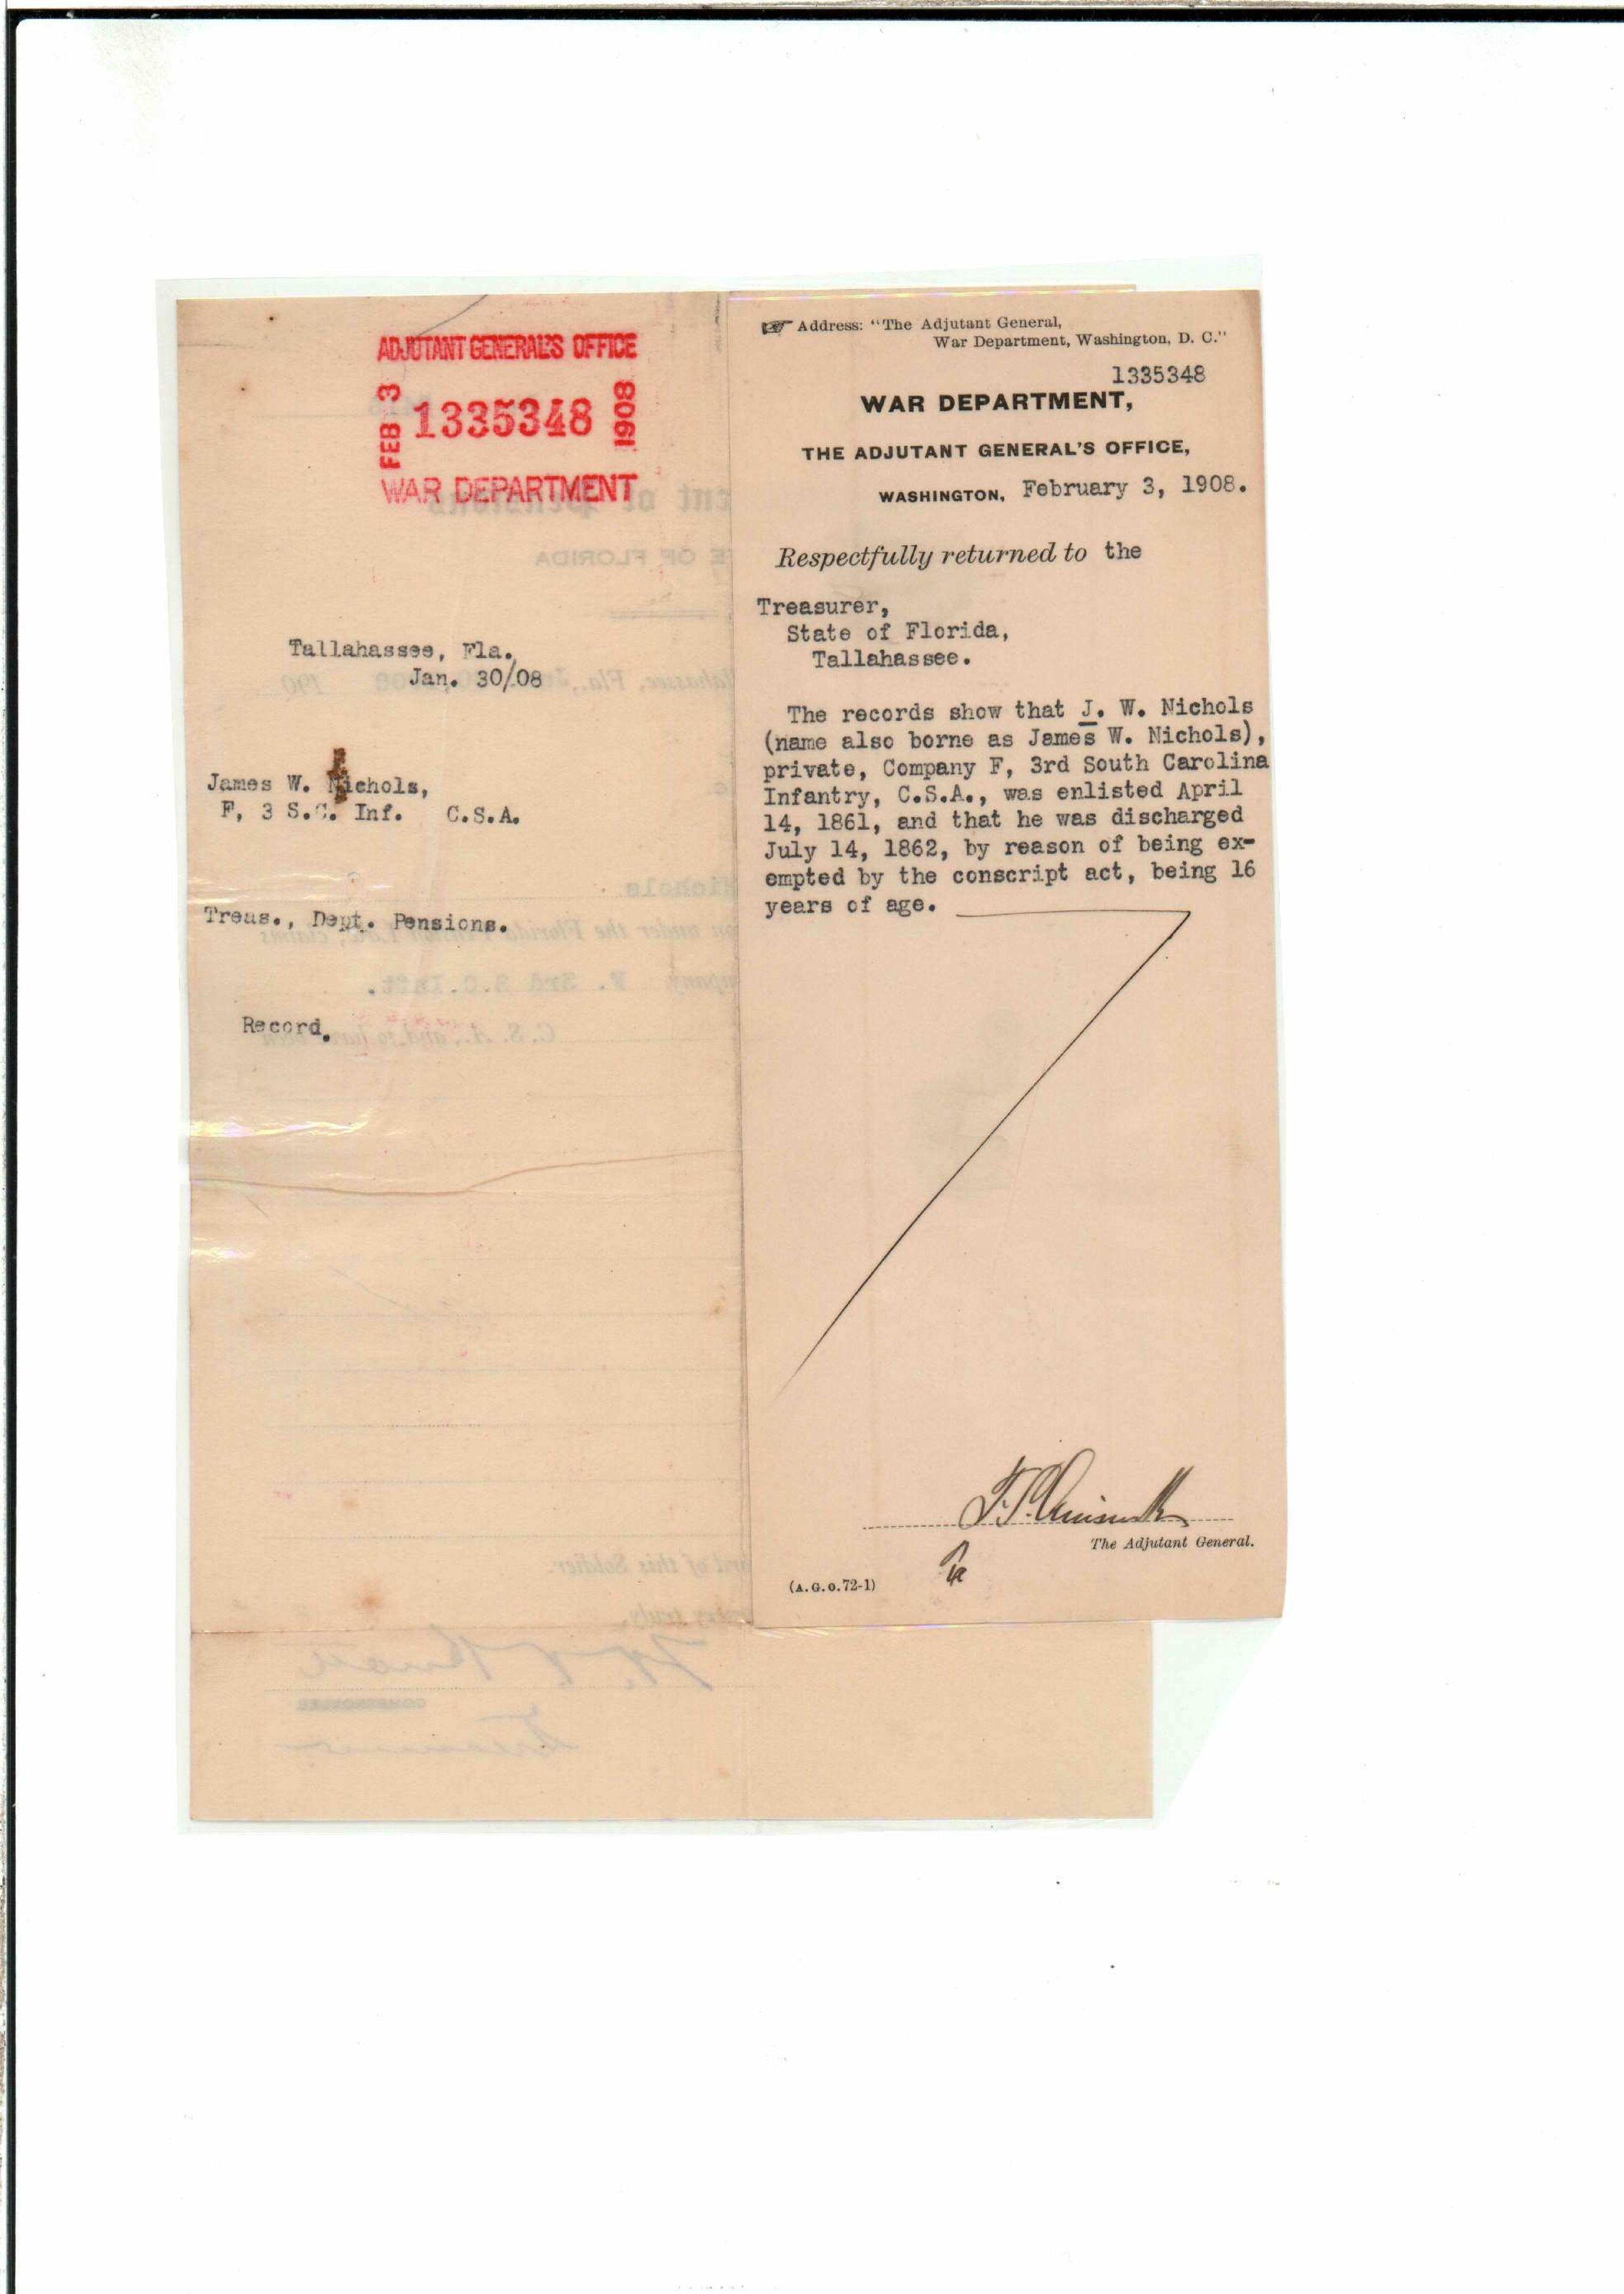 ADJUTANT GENERAL'S OFFICE
FEB 3 1335348 1908
WAR DEPARTMENT
Tallahassee, Fla.
Jan. 30/08
James W. Nichols,
F, 3 S.C. Inf. C.S.A.
Treas., Dept. Pensions.
Record.
Address: "The Adjutant General,
War Department, Washington, D. C."
1335348
WAR DEPARTMENT,
THE ADJUTANT GENERAL'S OFFICE,
WASHINGTON, February 3, 1908.
Respectfully returned to the
Treasurer,
State of Florida,
Tallahassee.
The records show that J. W. Nichols
(name also borne as James W. Nichols),
private, Company F, 3rd South Carolina
Infantry, C.S.A., was enlisted April
14, 1861, and that he was discharged
July 14, 1862, by reason of being ex-
empted by the conscript act, being 16
years of age.
The Adjutant General.
(A. G. O. 72-1)